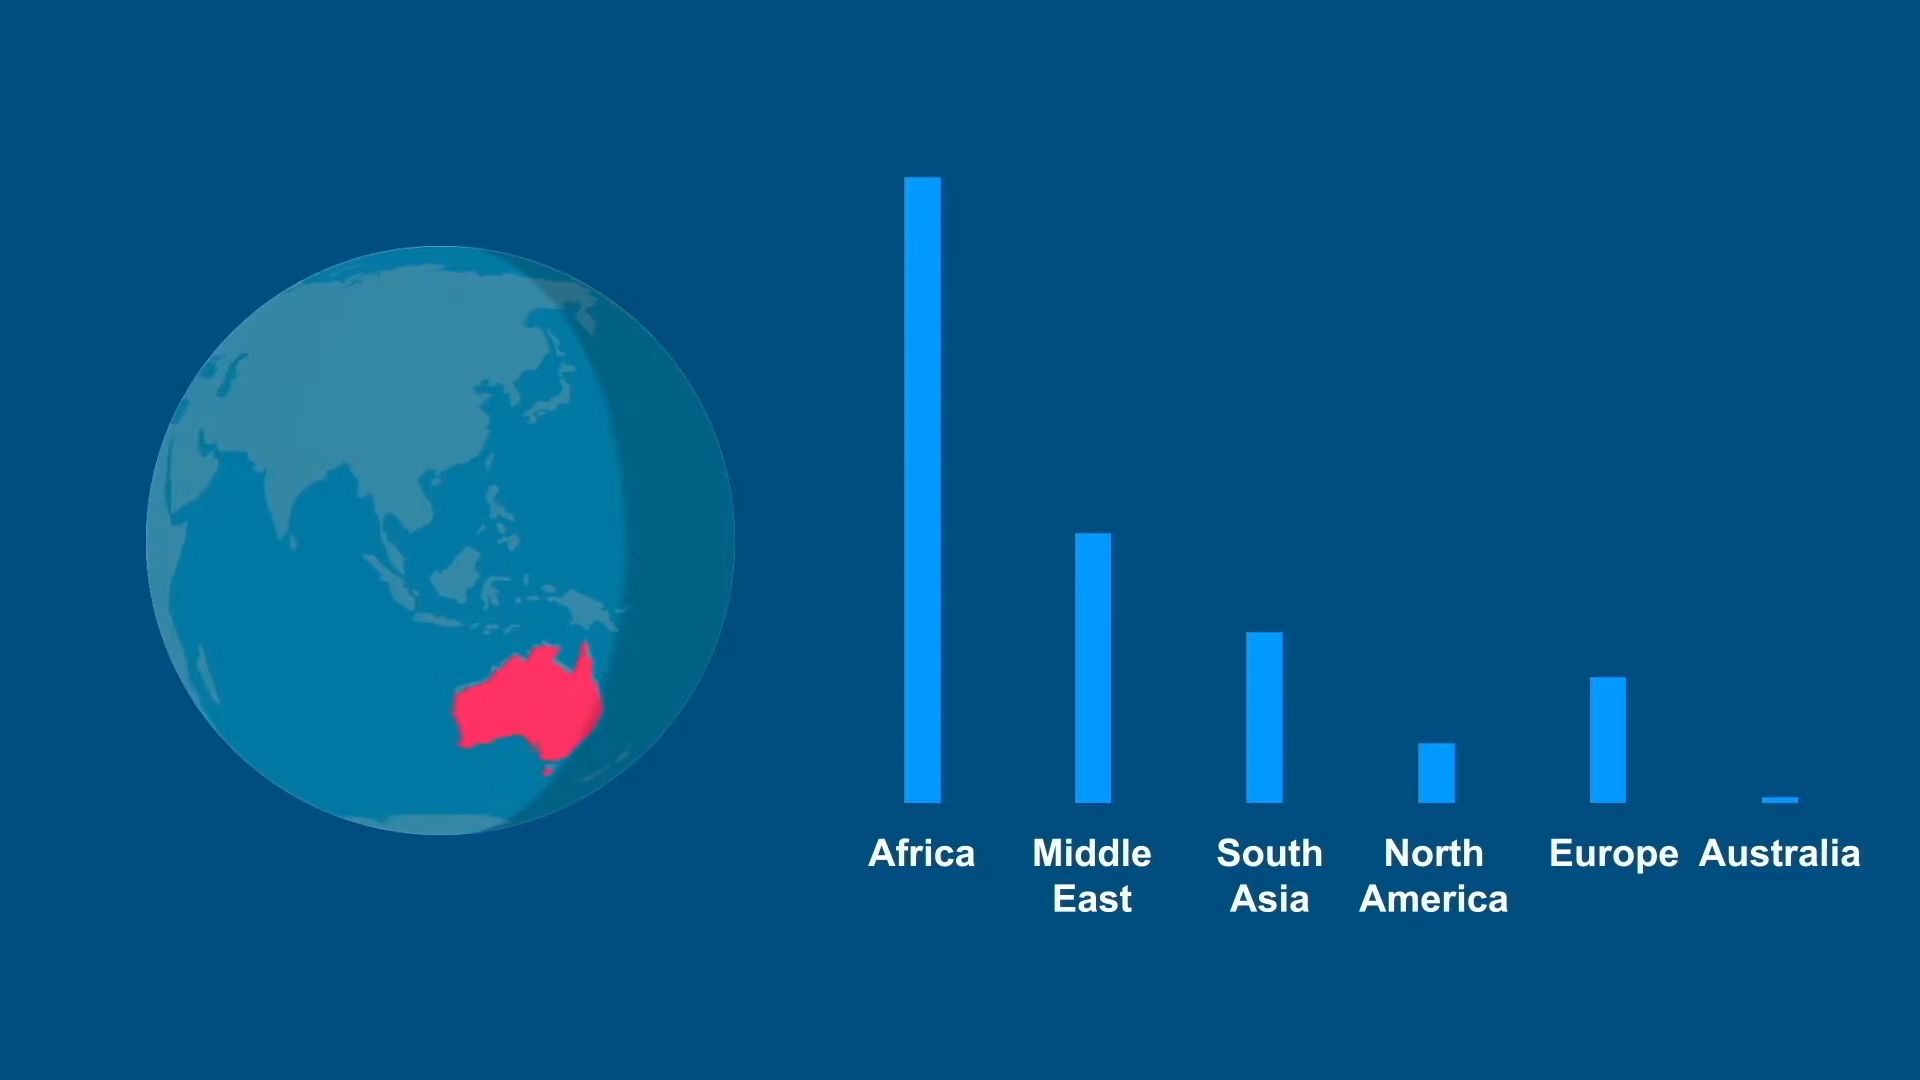 Africa
Middle
East
South
Asia
North
America
Europe
Australia